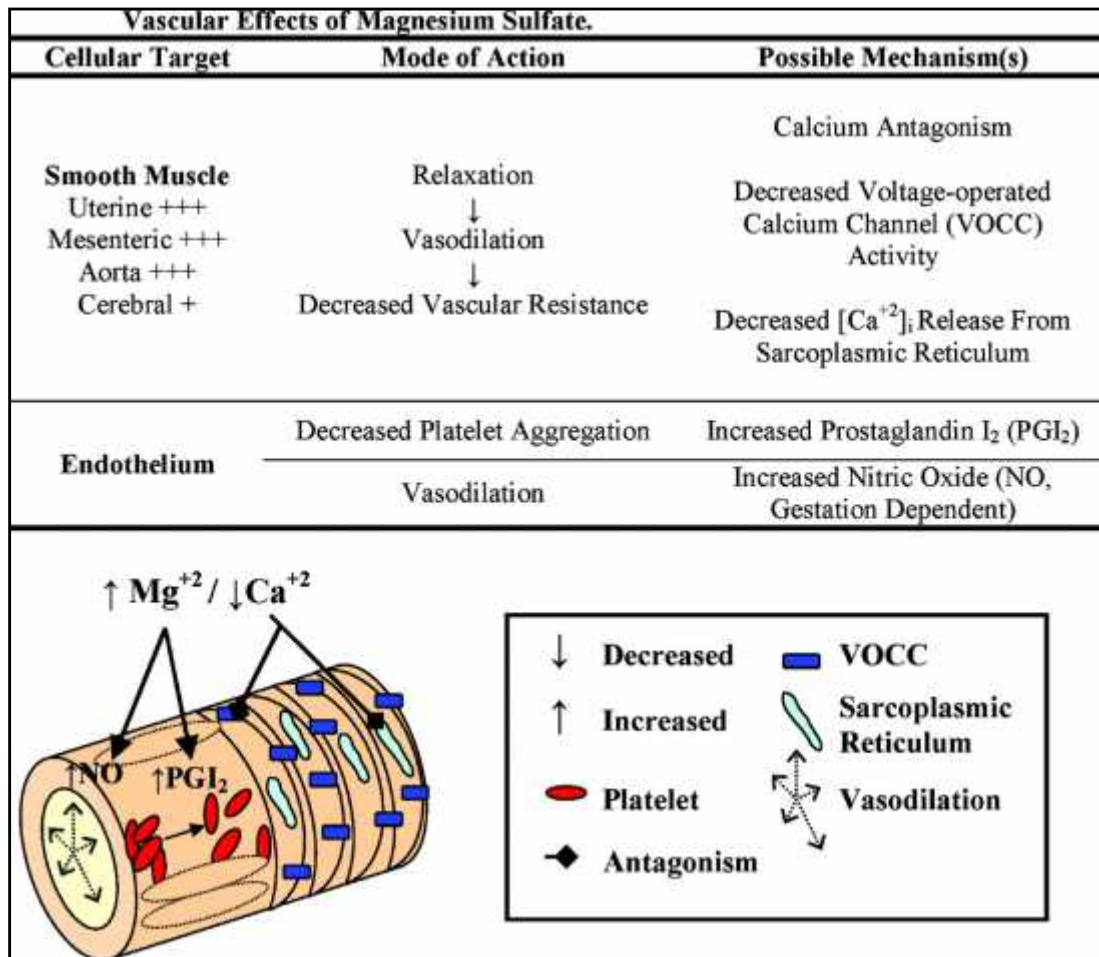 Vascular Effects of Magnesium Sulfate.
Cellular Target Mode of Action Possible Mechanism(s)
Smooth Muscle
Uterine +++
Mesenteric +++
Aorta +++
Cerebral +
Relaxation
↓
Vasodilation
↓
Decreased Vascular Resistance
Calcium Antagonism
Decreased Voltage-operated
Calcium Channel (VOCC)
Activity
Decreased [Ca⁺²]ᵢ Release From
Sarcoplasmic Reticulum
Endothelium
Decreased Platelet Aggregation
Increased Prostaglandin I₂ (PGI₂)
Vasodilation
Increased Nitric Oxide (NO,
Gestation Dependent)
↑ Mg⁺² / ↓Ca⁺²
↑NO ↑PGI₂
↓ Decreased
↑ Increased
Platelet
Antagonism
VOCC
Sarcoplasmic
Reticulum
Vasodilation